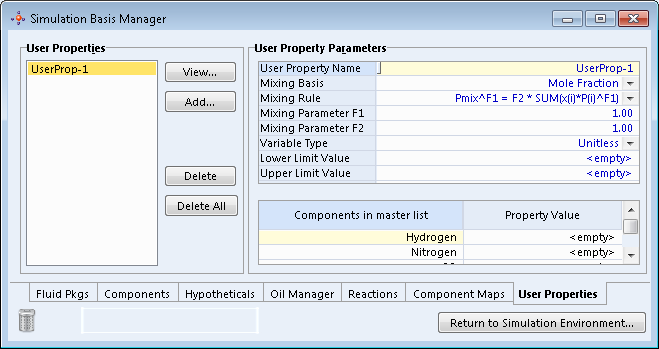 Simulation Basis Manager
User Properties
UserProp-1
View...
Add...
Delete
Delete All
User Property Parameters
User Property Name UserProp-1
Mixing Basis Mole Fraction
Mixing Rule Pmix^F1 = F2 * SUM(x(i)*P(i)^F1)
Mixing Parameter F1 1.00
Mixing Parameter F2 1.00
Variable Type Unitless
Lower Limit Value <empty>
Upper Limit Value <empty>
Components in master list Property Value
Hydrogen <empty>
Nitrogen <empty>
Fluid Pkgs Components Hypotheticals Oil Manager Reactions Component Maps User Properties
Return to Simulation Environment...